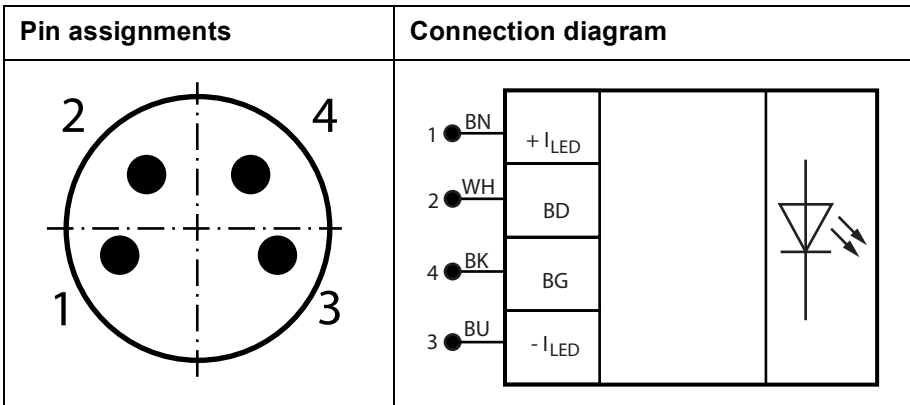 Pin assignments
Connection diagram
2
4
1
3
1 BN + I_LED
2 WH BD
4 BK BG
3 BU - I_LED